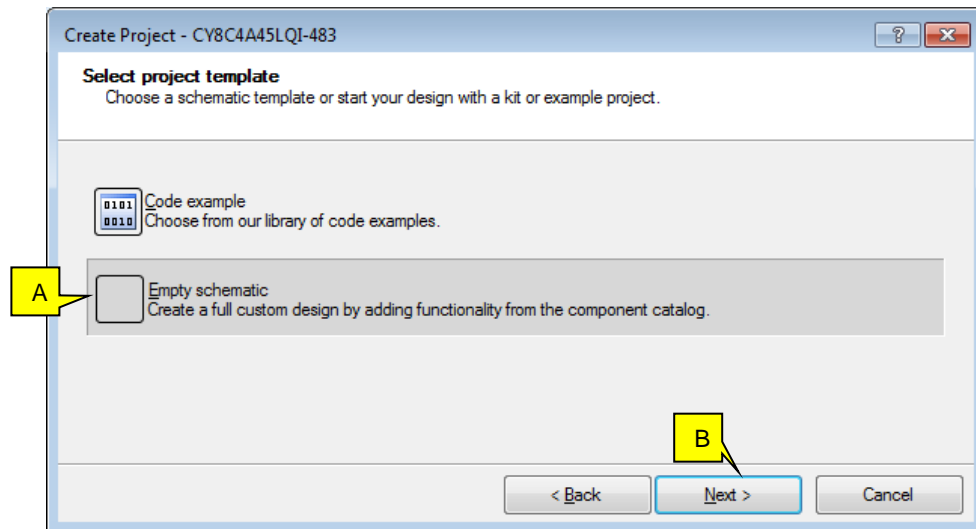 Create Project - CY8C4A45LQI-483
?
Select project template
Choose a schematic template or start your design with a kit or example project.
0101
0010
Code example
Choose from our library of code examples.
A
Empty schematic
Create a full custom design by adding functionality from the component catalog.
B
< Back
Next >
Cancel